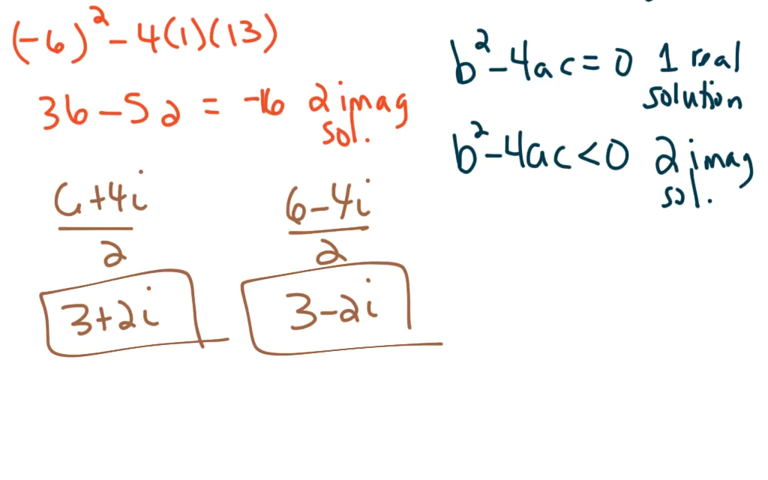 (-6)² - 4(1)(13)
36 - 52 = -16 2 imag
sol.
6+4i
2
6-4i
2
3+2i
3-2i
b²-4ac = 0 1 real
solution
b²-4ac < 0 2 imag
sol.